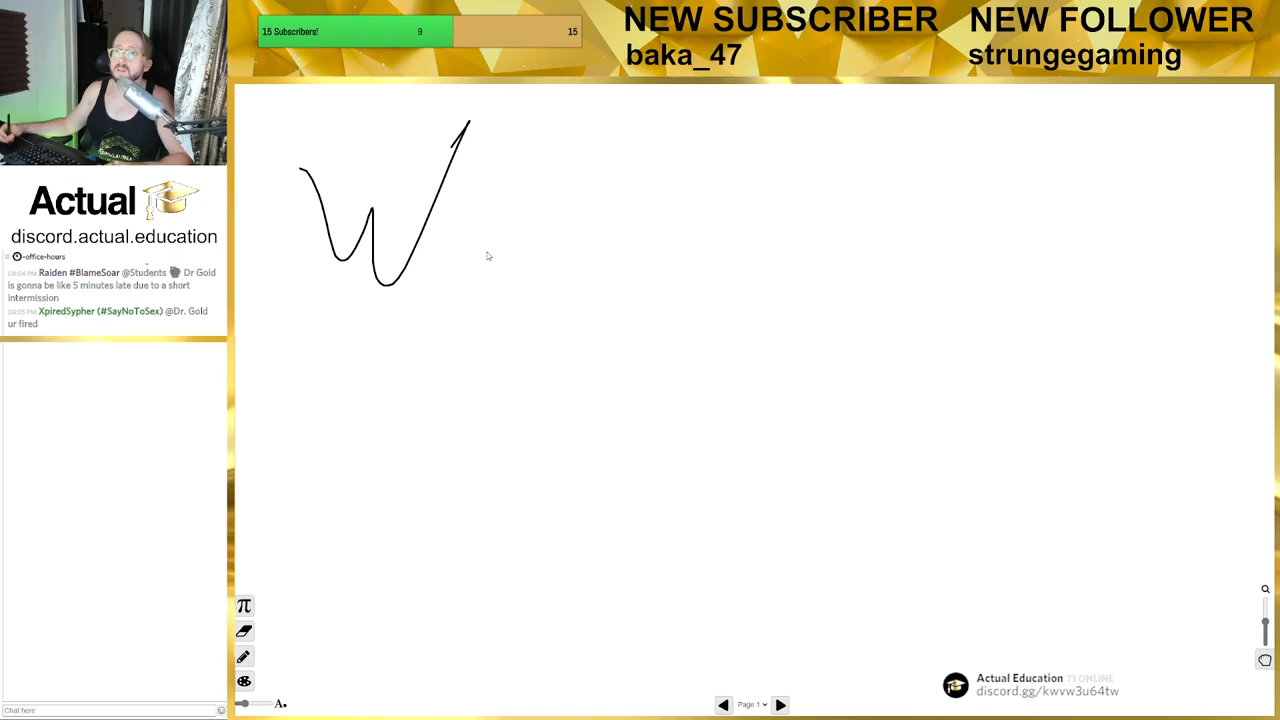 15 Subscribers!
9
15
NEW SUBSCRIBER
baka_47
NEW FOLLOWER
strungegaming
Actual
discord.actual.education
# -office-hours
04:04 PM Raiden #BlameSoar @Students Dr Gold
is gonna be like 5 minutes late due to a short
intermission
04:05 PM XpiredSypher (#SayNoToSex) @Dr. Gold
ur fired
W
π
A
Chat here
Page 1
Actual Education 71 ONLINE
discord.gg/kwvw3u64tw